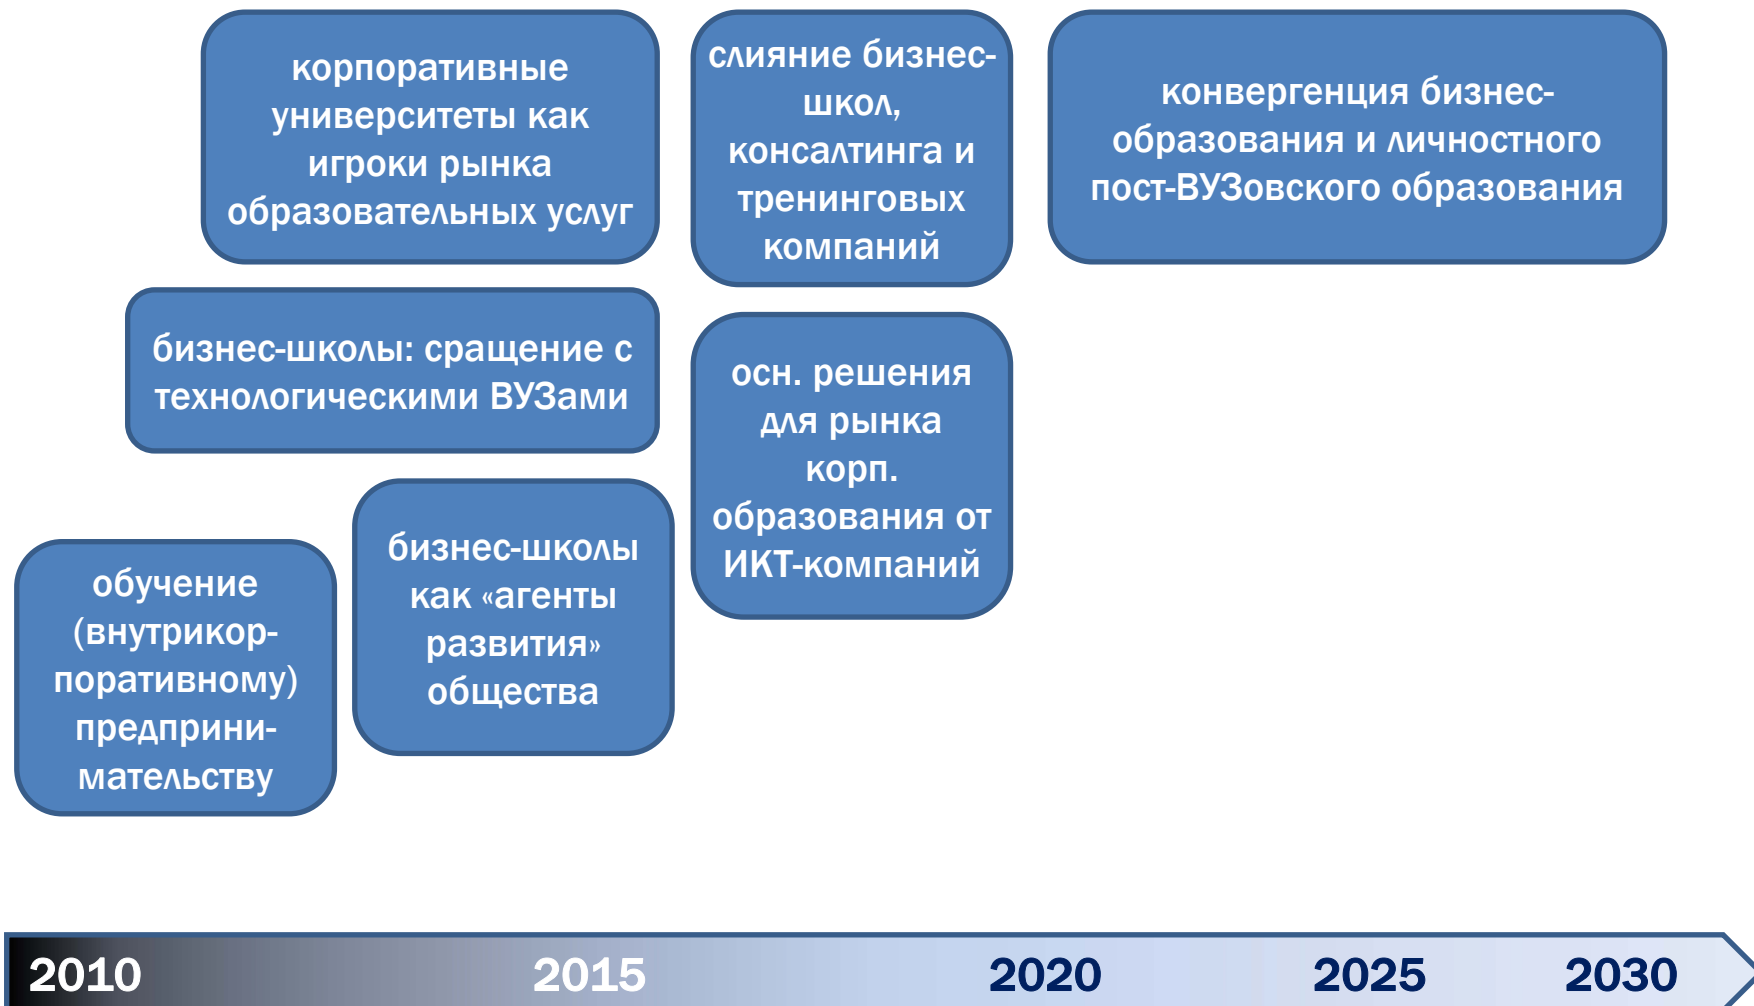 корпоративные
университеты как
игроки рынка
образовательных услуг
слияние бизнес-
школ,
консалтинга и
тренинговых
компаний
конвергенция бизнес-
образования и личностного
пост-ВУЗовского образования
бизнес-школы: сращение с
технологическими ВУЗами
осн. решения
для рынка
корп.
образования от
ИКТ-компаний
бизнес-школы
как «агенты
развития»
общества
обучение
(внутрикор-
поративному)
предприни-
мательству
2010
2015
2020
2025
2030